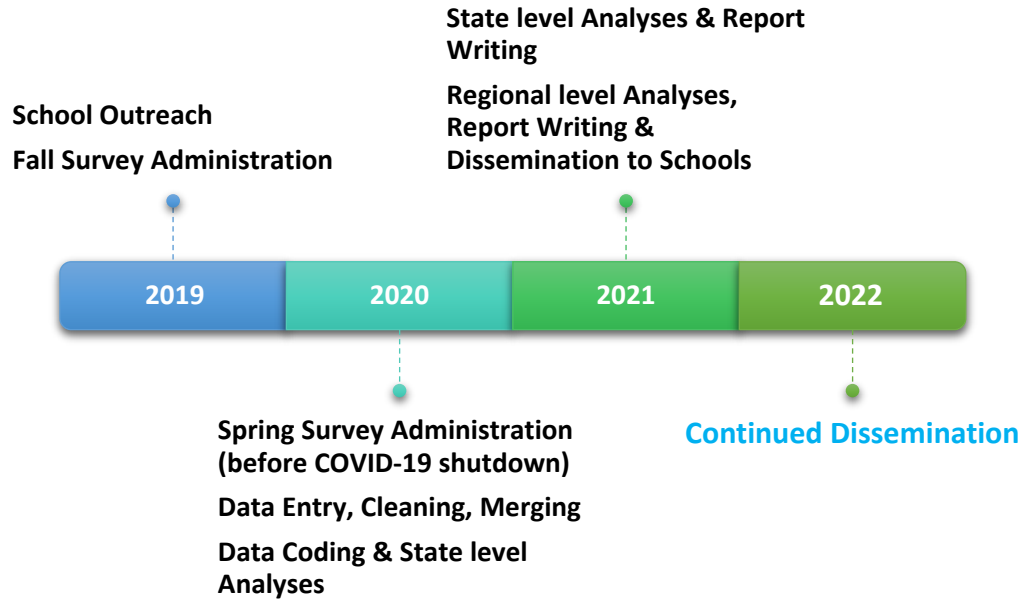 State level Analyses & Report
Writing
Regional level Analyses,
Report Writing &
Dissemination to Schools
School Outreach
Fall Survey Administration
2019
2020
2021
2022
Spring Survey Administration
(before COVID-19 shutdown)
Data Entry, Cleaning, Merging
Data Coding & State level
Analyses
Continued Dissemination